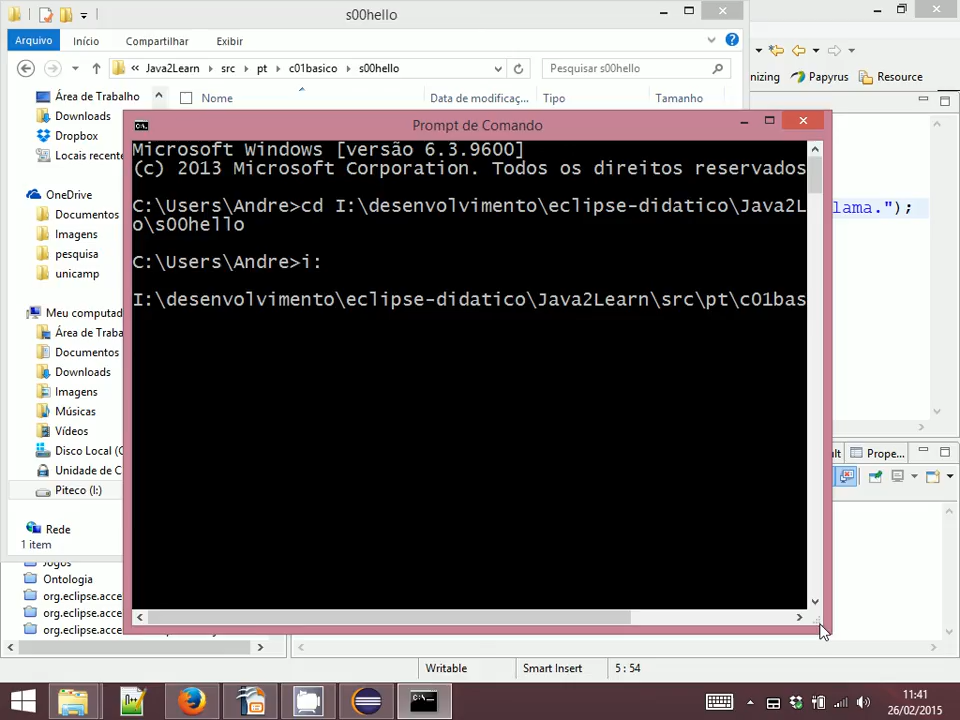 s00hello
Arquivo Início Compartilhar Exibir
« Java2Learn src pt c01basico s00hello
Pesquisar s00hello
nizing Papyrus Resource
Área de Trabalho
Downloads
Dropbox
Locais recente
Nome Data de modificaç... Tipo Tamanho
OneDrive
Documentos
Imagens
pesquisa
unicamp
Meu computad
Área de Traba
Documentos
Downloads
Imagens
Músicas
Vídeos
Disco Local (C
Unidade de C
Piteco (I:)
Rede
1 item
Jogos
Ontologia
org.eclipse.acce
org.eclipse.acce
org.eclipse.acce
Prompt de Comando
Microsoft Windows [versão 6.3.9600]
(c) 2013 Microsoft Corporation. Todos os direitos reservados
C:\Users\Andre>cd I:\desenvolvimento\eclipse-didatico\Java2L
o\s00hello
C:\Users\Andre>i:
I:\desenvolvimento\eclipse-didatico\Java2Learn\src\pt\c01bas
lama.");
ult Prope...
Writable Smart Insert 5 : 54
11:41
26/02/2015